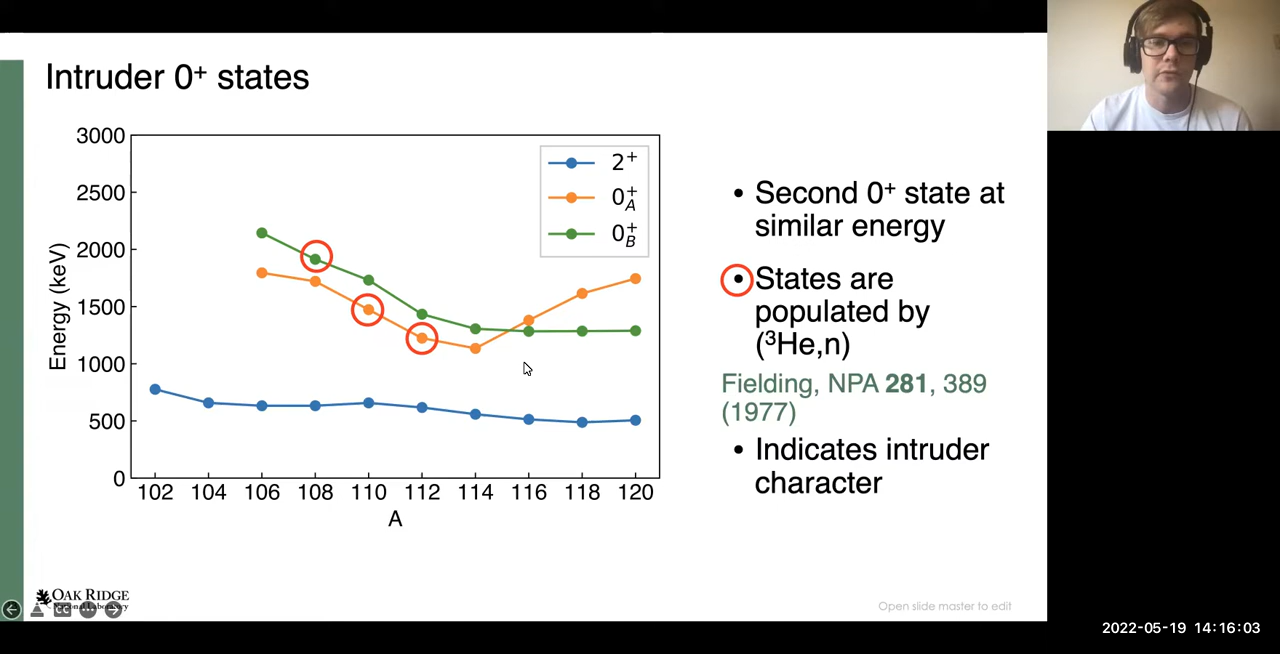 Intruder 0⁺ states
3000
2500
2000
1500
1000
500
0
Energy (keV)
102 104 106 108 110 112 114 116 118 120
A
2⁺
0⁺_A
0⁺_B
• Second 0⁺ state at
similar energy
• States are
populated by
(³He,n)
Fielding, NPA 281, 389
(1977)
• Indicates intruder
character
OAK RIDGE
National Laboratory
CC
Open slide master to edit
2022-05-19 14:16:03